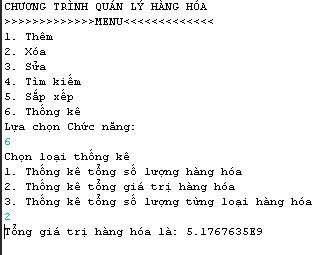 CHƯƠNG TRÌNH QUẢN LÝ HÀNG HÓA
>>>>>>>>>>>>>MENU<<<<<<<<<<<<<
1. Thêm
2. Xóa
3. Sửa
4. Tìm kiếm
5. Sắp xếp
6. Thống kê
Lựa chọn Chức năng:
6
Chọn loại thống kê
1. Thống kê tổng số lượng hàng hóa
2. Thống kê tổng giá trị hàng hóa
3. Thống kê tổng số lượng từng loại hàng hóa
2
Tổng giá trị hàng hóa là: 5.1767635E9